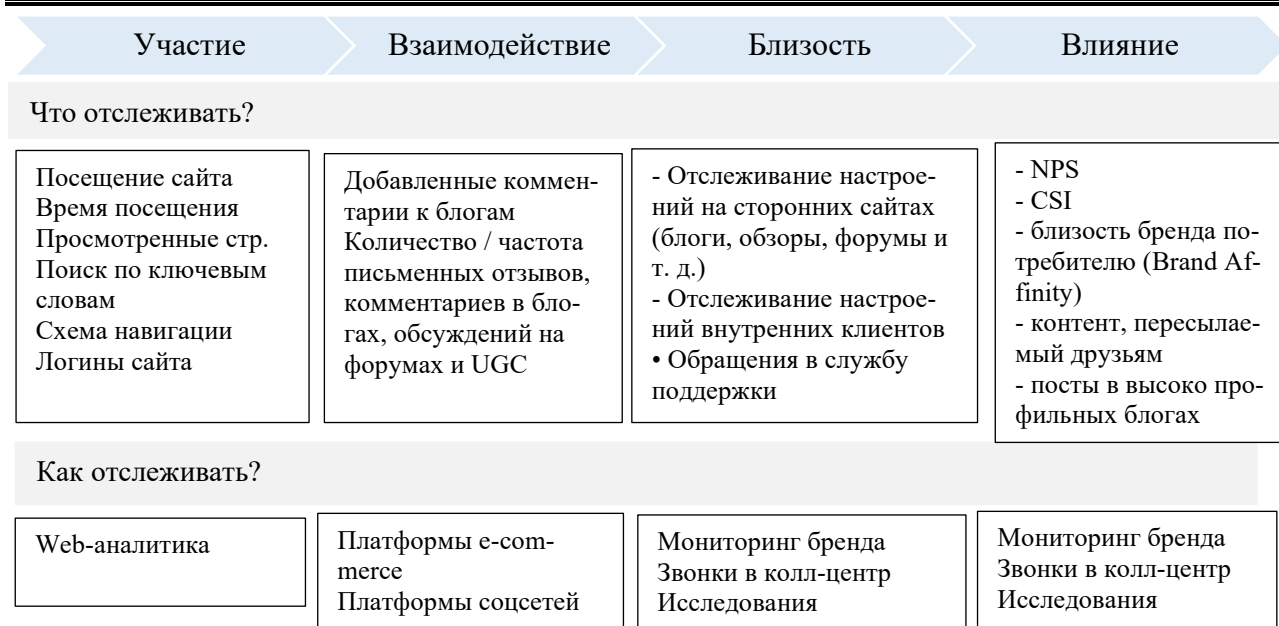 Участие
Взаимодействие
Близость
Влияние
Что отслеживать?
Посещение сайта
Время посещения
Просмотренные стр.
Поиск по ключевым
словам
Схема навигации
Логины сайта
Добавленные коммен-
тарии к блогам
Количество / частота
письменных отзывов,
комментариев в бло-
гах, обсуждений на
форумах и UGC
- Отслеживание настрое-
ний на сторонних сайтах
(блоги, обзоры, форумы и
т. д.)
- Отслеживание настрое-
ний внутренних клиентов
• Обращения в службу
поддержки
- NPS
- CSI
- близость бренда по-
требителю (Brand Af-
finity)
- контент, пересылае-
мый друзьям
- посты в высоко про-
фильных блогах
Как отслеживать?
Web-аналитика
Платформы e-com-
merce
Платформы соцсетей
Мониторинг бренда
Звонки в колл-центр
Исследования
Мониторинг бренда
Звонки в колл-центр
Исследования